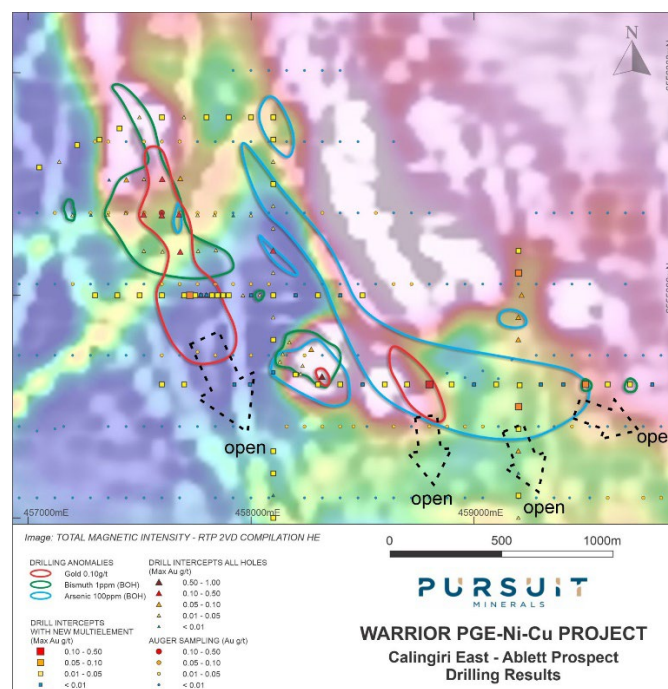 N
open
open
open
ope
457000mE
458000mE
459000mE
Image: TOTAL MAGNETIC INTENSITY - RTP 2VD COMPILATION HE
DRILLING ANOMALIES
Gold 0.10g/t
Bismuth 1ppm (BOH)
Arsenic 100ppm (BOH)
DRILL INTERCEPTS
WITH NEW MULTIELEMENT
(Max Au g/t)
0.10 - 0.50
0.05 - 0.10
0.01 - 0.05
< 0.01
DRILL INTERCEPTS ALL HOLES
(Max Au g/t)
0.50 - 1.00
0.10 - 0.50
0.05 - 0.10
0.01 - 0.05
< 0.01
AUGER SAMPLING (Au g/t)
0.10 - 0.50
0.05 - 0.10
0.01 - 0.05
< 0.01
0 500 1000m
PURSUIT
MINERALS
WARRIOR PGE-Ni-Cu PROJECT
Calingiri East - Ablett Prospect
Drilling Results